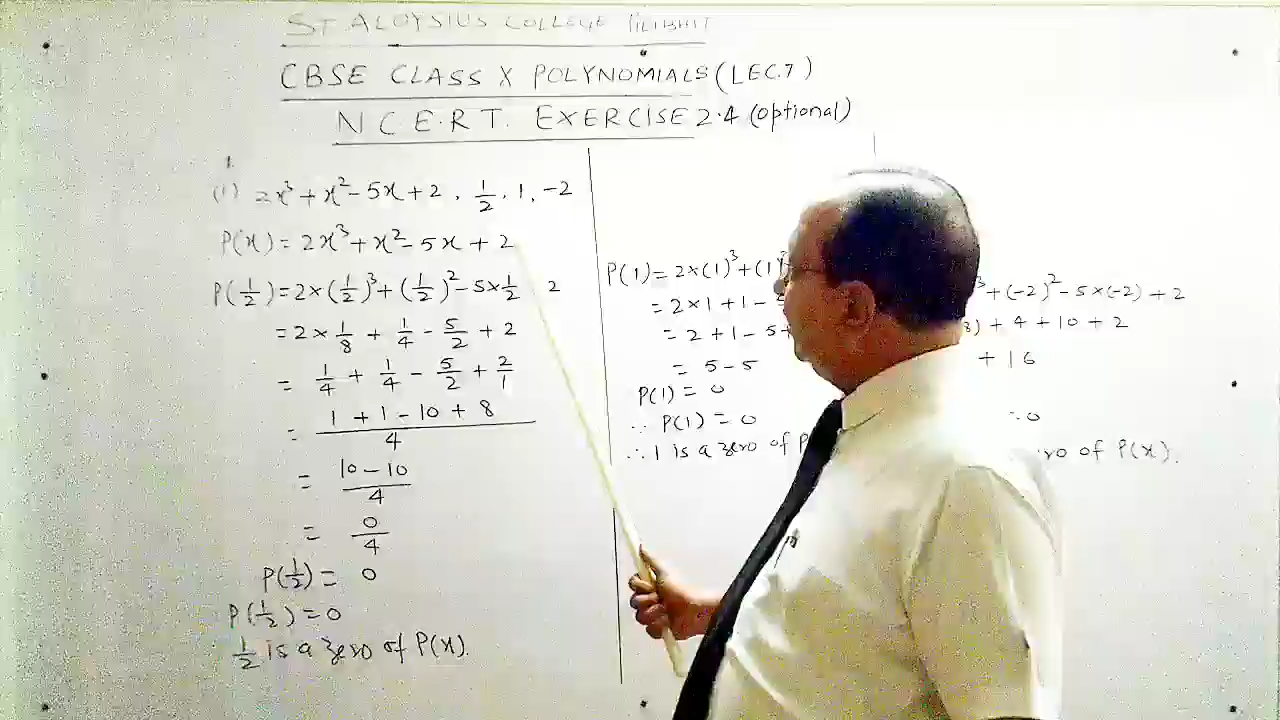 ST ALOYSIUS COLLEGE PILIBHIT
CBSE CLASS X POLYNOMIALS (LEC.7)
N.C.E.R.T. EXERCISE 2.4 (optional)
1.
(i) 2x³ + x² - 5x + 2 . 1/2 . 1, -2
P(x) = 2x³ + x² - 5x + 2
P(1/2) = 2×(1/2)³ + (1/2)² - 5×1/2 2
= 2 × 1/8 + 1/4 - 5/2 + 2
= 1/4 + 1/4 - 5/2 + 2/1
= (1 + 1 - 10 + 8)/4
= (10 - 10)/4
= 0/4
P(1/2) = 0
P(1/2) = 0
1/2 is a zero of P(x).
P(1) = 2×(1)³ + (1)²
= 2×1 + 1 -
= 2 + 1 - 5 +
= 5 - 5
P(1) = 0
∴ P(1) = 0
∴ 1 is a zero of P
³ + (-2)² - 5×(-2) + 2
8) + 4 + 10 + 2
+ 16
0
ro of P(x).